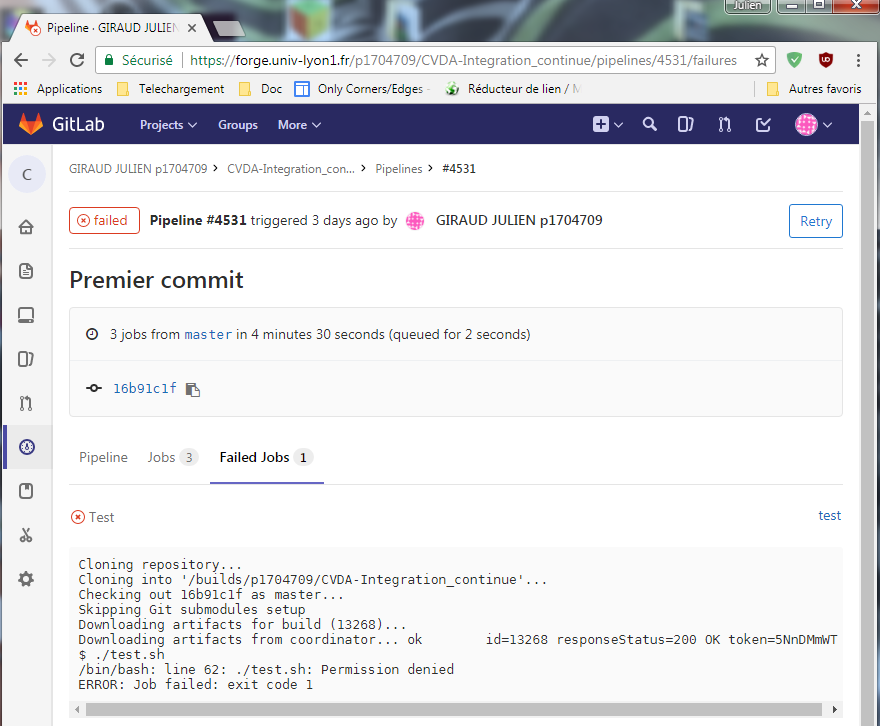 Julien
Pipeline · GIRAUD JULIEN
Sécurisé https://forge.univ-lyon1.fr/p1704709/CVDA-Integration_continue/pipelines/4531/failures
Applications Telechargement Doc Only Corners/Edges Réducteur de lien / M Autres favoris
GitLab Projects Groups More
C
GIRAUD JULIEN p1704709 > CVDA-Integration_con... > Pipelines > #4531
failed Pipeline #4531 triggered 3 days ago by GIRAUD JULIEN p1704709 Retry
Premier commit
3 jobs from master in 4 minutes 30 seconds (queued for 2 seconds)
16b91c1f
Pipeline Jobs 3 Failed Jobs 1
Test test
Cloning repository...
Cloning into '/builds/p1704709/CVDA-Integration_continue'...
Checking out 16b91c1f as master...
Skipping Git submodules setup
Downloading artifacts for build (13268)...
Downloading artifacts from coordinator... ok id=13268 responseStatus=200 OK token=5NnDMmWT
$ ./test.sh
/bin/bash: line 62: ./test.sh: Permission denied
ERROR: Job failed: exit code 1